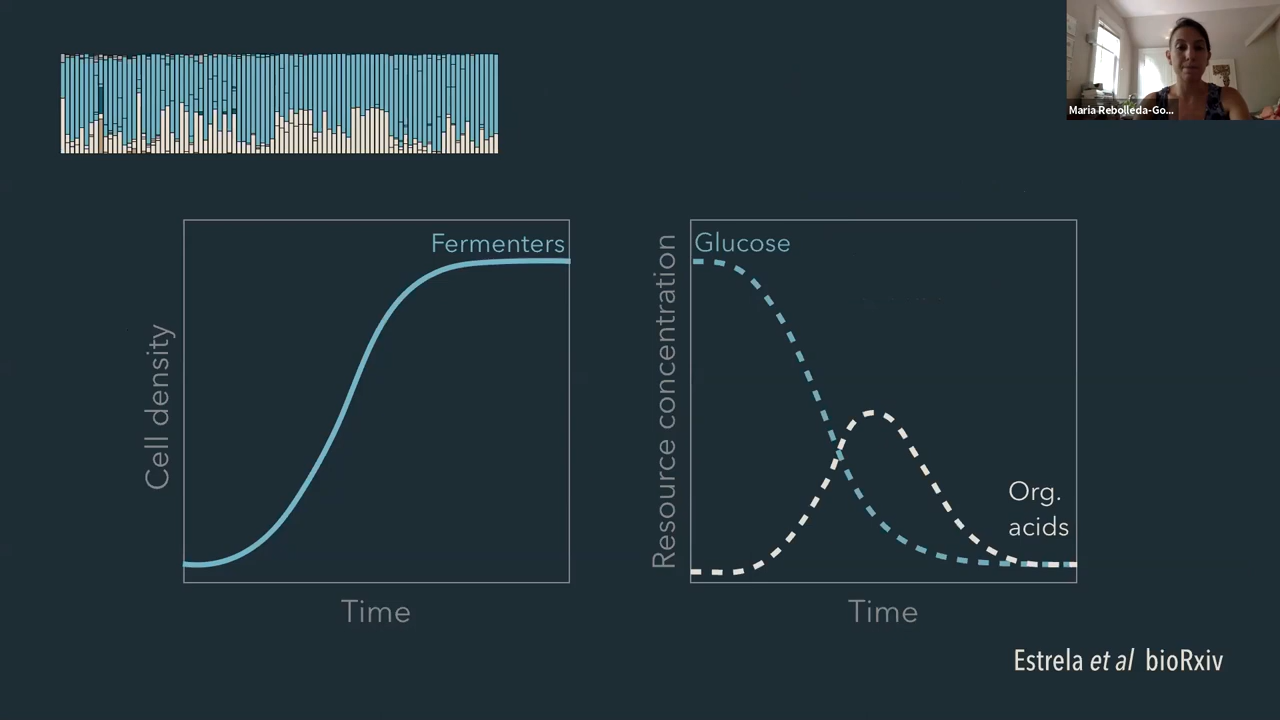 Maria Rebolleda-Go...
Fermenters
Cell density
Time
Glucose
Resource concentration
Org.
acids
Time
Estrela et al bioRxiv